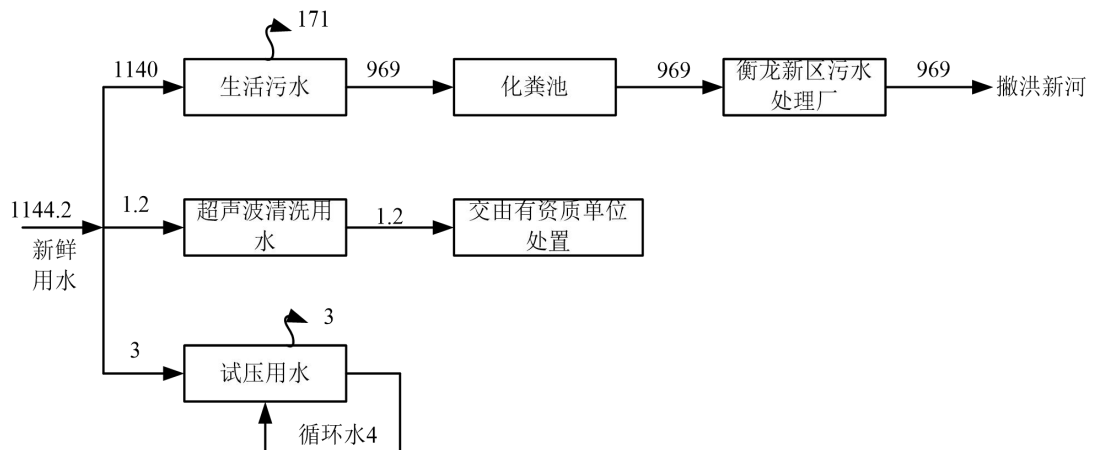 171
1140
生活污水
969
化粪池
969
衡龙新区污水
处理厂
969
撇洪新河
1144.2
新鲜
用水
1.2
超声波清洗用
水
1.2
交由有资质单位
处置
3
3
试压用水
循环水4